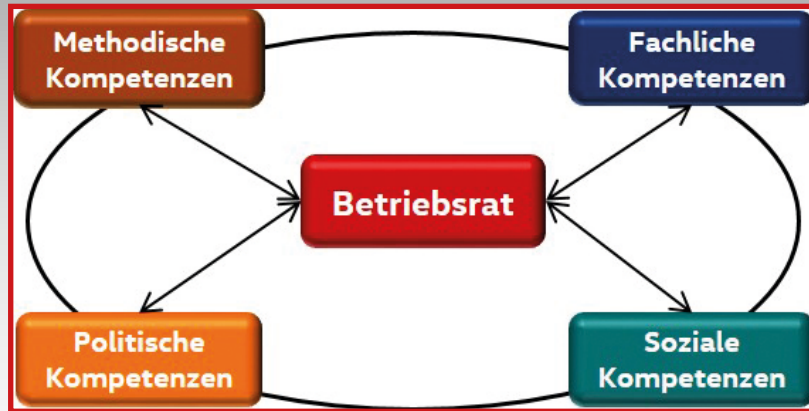 Methodische
Kompetenzen
Fachliche
Kompetenzen
Betriebsrat
Politische
Kompetenzen
Soziale
Kompetenzen